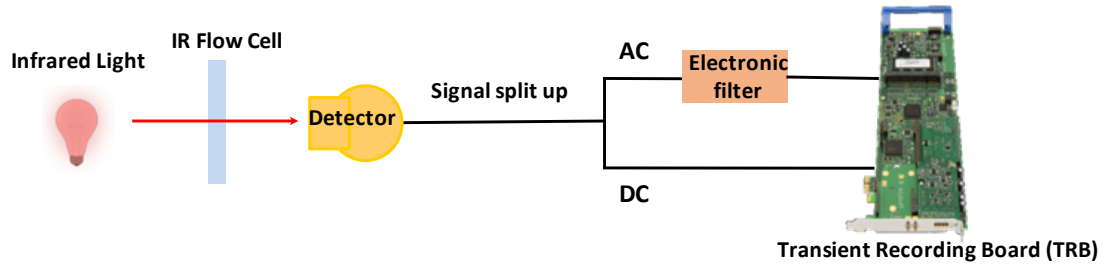 Infrared Light
IR Flow Cell
Detector
Signal split up
AC
Electronic
filter
DC
Transient Recording Board (TRB)